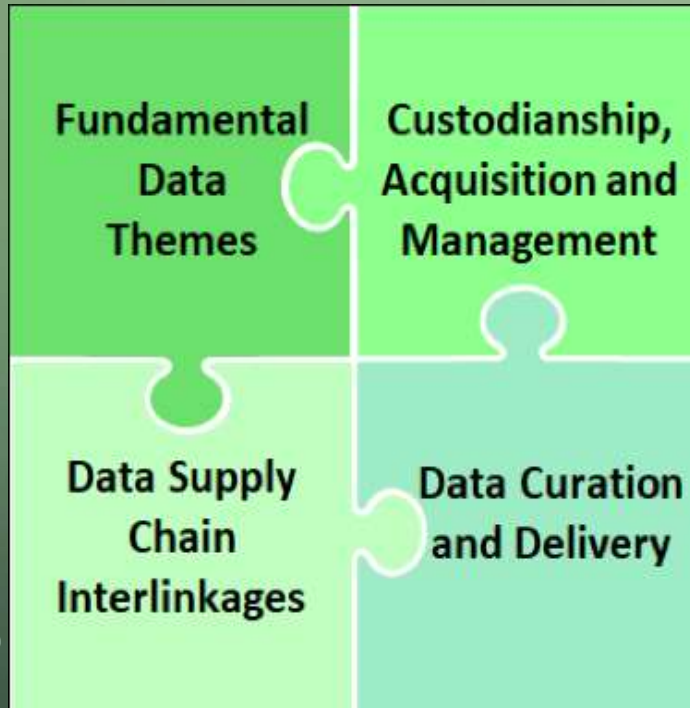 Fundamental
Data
Themes
Custodianship,
Acquisition and
Management
Data Supply
Chain
Interlinkages
Data Curation
and Delivery